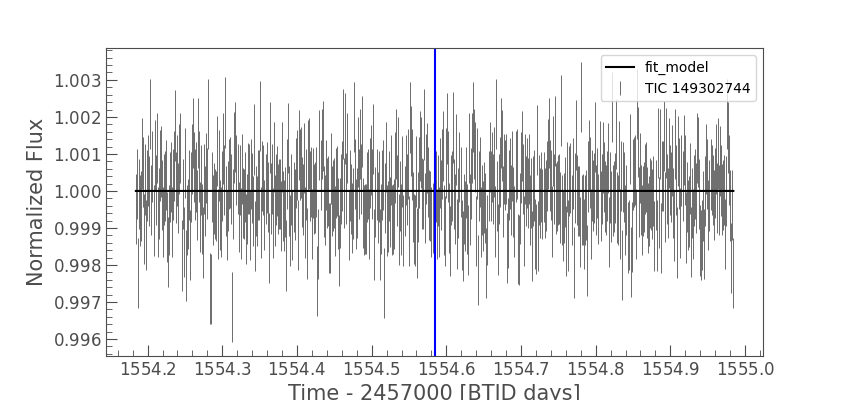 fit_model
TIC 149302744
1.003
1.002
1.001
1.000
0.999
0.998
0.997
0.996
Normalized Flux
1554.2 1554.3 1554.4 1554.5 1554.6 1554.7 1554.8 1554.9 1555.0
Time - 2457000 [BTJD days]